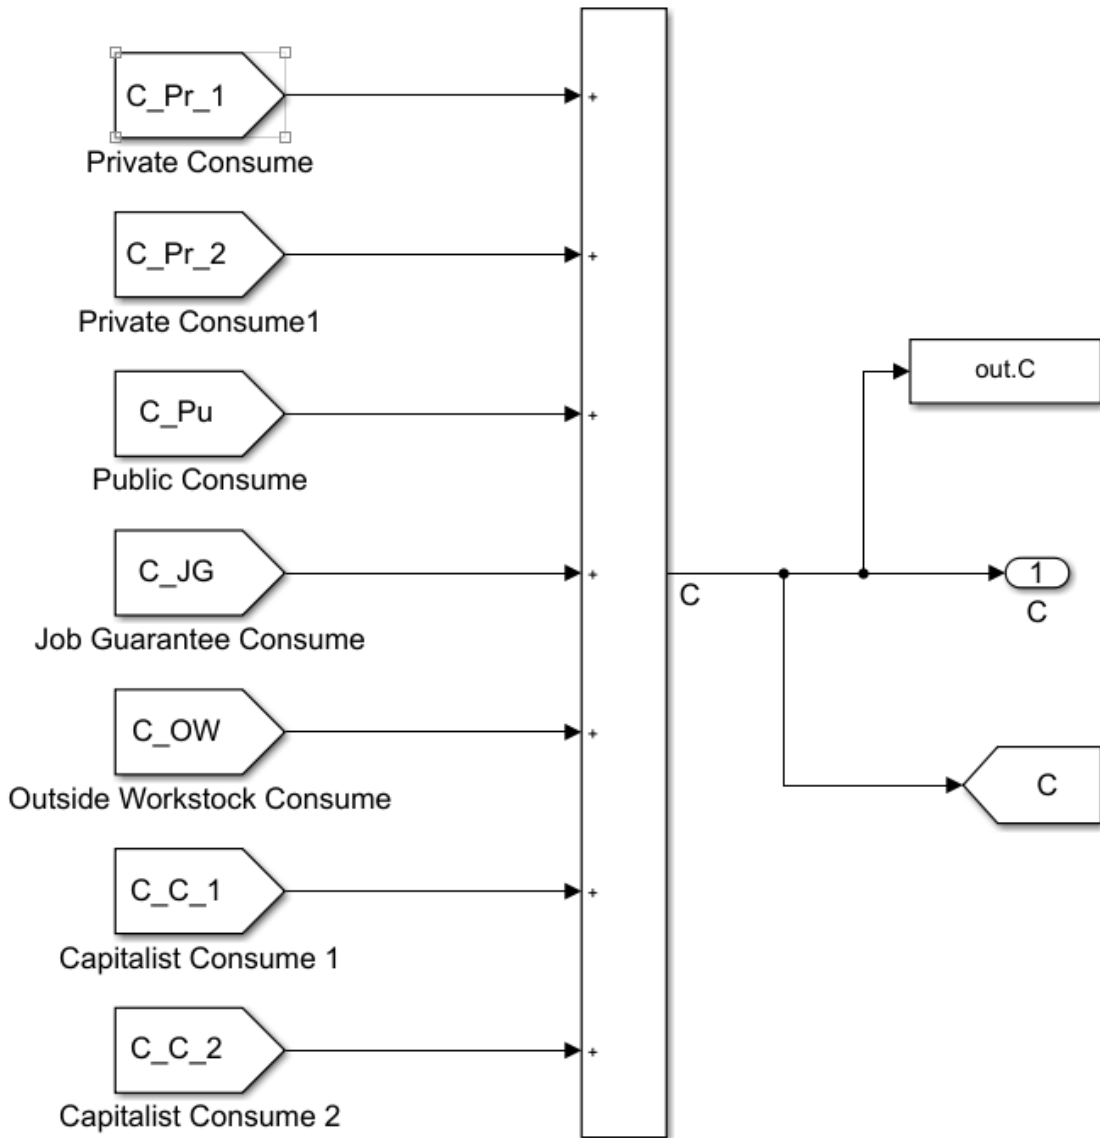 C_Pr_1
+
Private Consume
C_Pr_2
+
Private Consume1
out.C
C_Pu
+
Public Consume
C_JG
+
1
C
C
Job Guarantee Consume
C_OW
+
C
Outside Workstock Consume
C_C_1
+
Capitalist Consume 1
C_C_2
+
Capitalist Consume 2